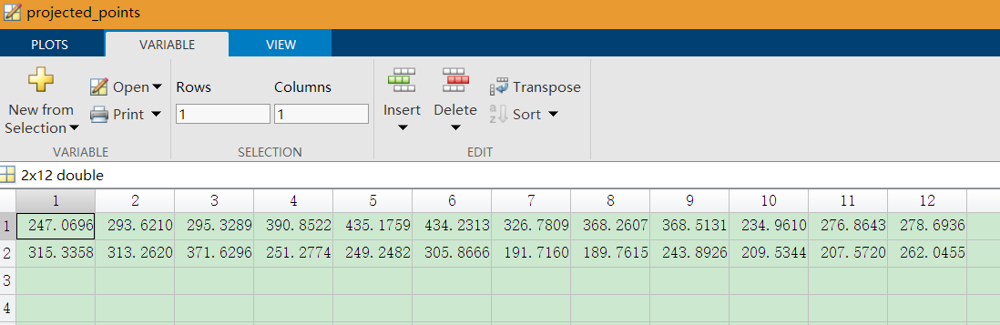 projected_points
PLOTS VARIABLE VIEW
New from Selection
Open
Print
Rows Columns
1 1
Insert
Delete
Transpose
Sort
VARIABLE SELECTION EDIT
2x12 double
1 2 3 4 5 6 7 8 9 10 11 12
1 247.0696 293.6210 295.3289 390.8522 435.1759 434.2313 326.7809 368.2607 368.5131 234.9610 276.8643 278.6936
2 315.3358 313.2620 371.6296 251.2774 249.2482 305.8666 191.7160 189.7615 243.8926 209.5344 207.5720 262.0455
3
4